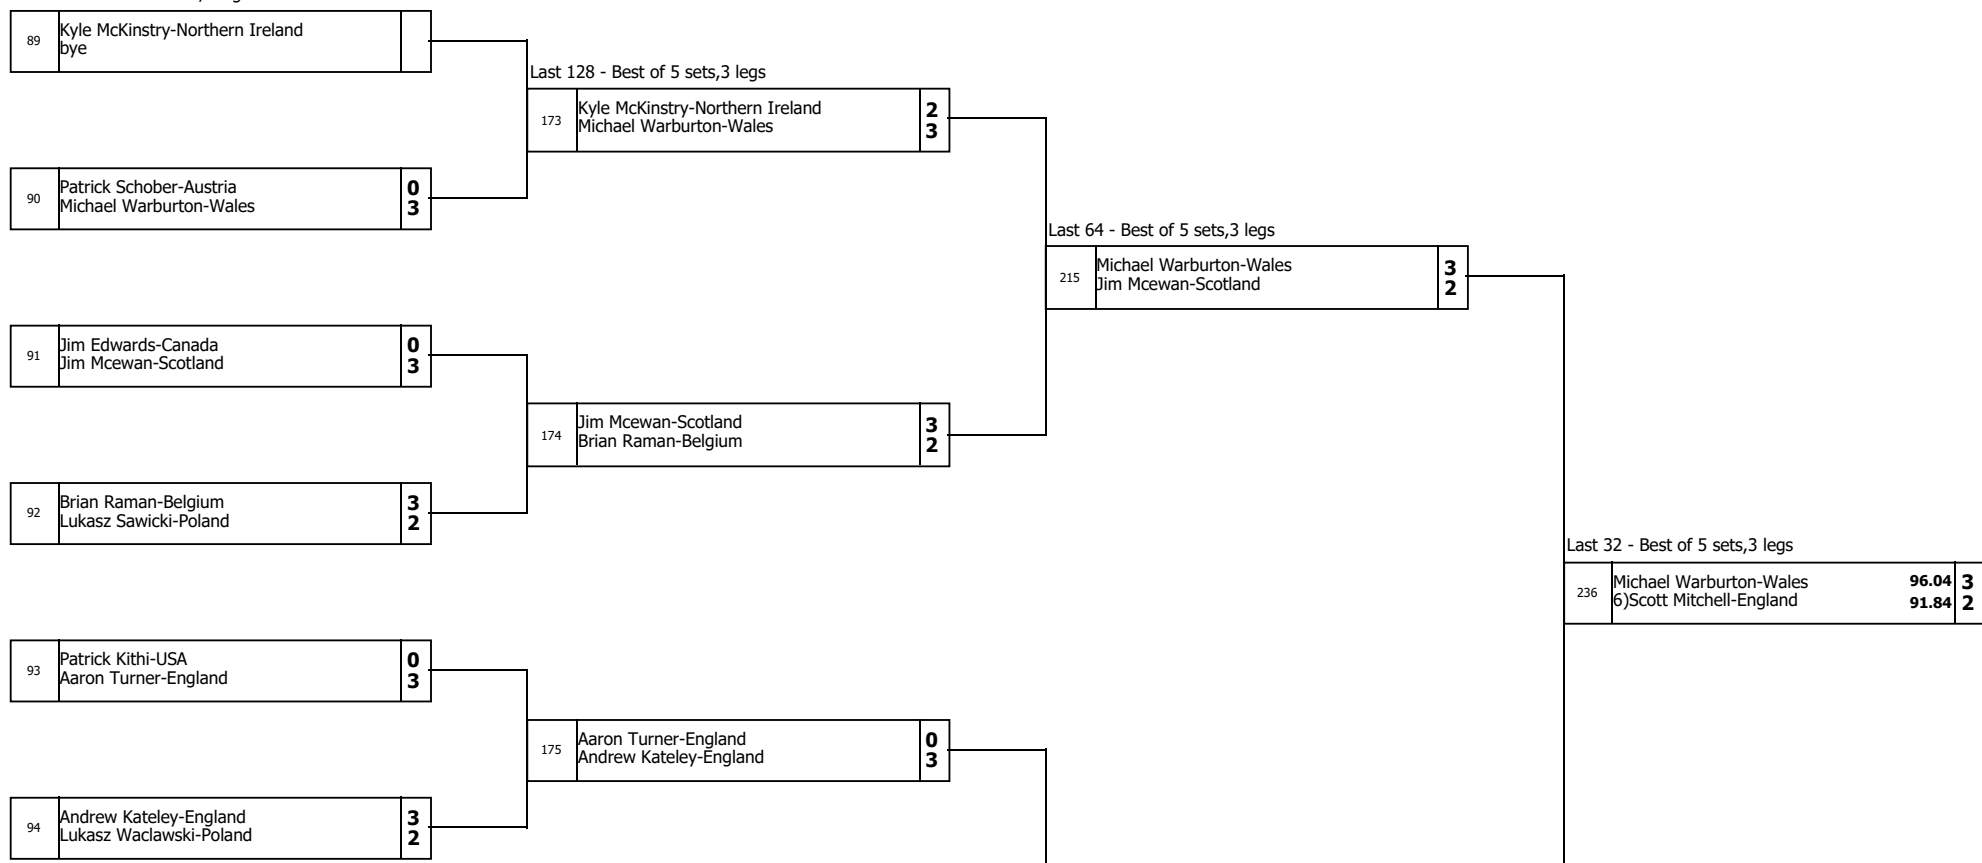 89
Kyle McKinstry-Northern Ireland
bye
Last 128 - Best of 5 sets,3 legs
173
Kyle McKinstry-Northern Ireland 2
Michael Warburton-Wales 3
90
Patrick Schober-Austria 0
Michael Warburton-Wales 3
Last 64 - Best of 5 sets,3 legs
215
Michael Warburton-Wales 3
Jim Mcewan-Scotland 2
91
Jim Edwards-Canada 0
Jim Mcewan-Scotland 3
174
Jim Mcewan-Scotland 3
Brian Raman-Belgium 2
92
Brian Raman-Belgium 3
Lukasz Sawicki-Poland 2
Last 32 - Best of 5 sets,3 legs
236
Michael Warburton-Wales 96.04 3
6)Scott Mitchell-England 91.84 2
93
Patrick Kithi-USA 0
Aaron Turner-England 3
175
Aaron Turner-England 0
Andrew Kateley-England 3
94
Andrew Kateley-England 3
Lukasz Waclawski-Poland 2